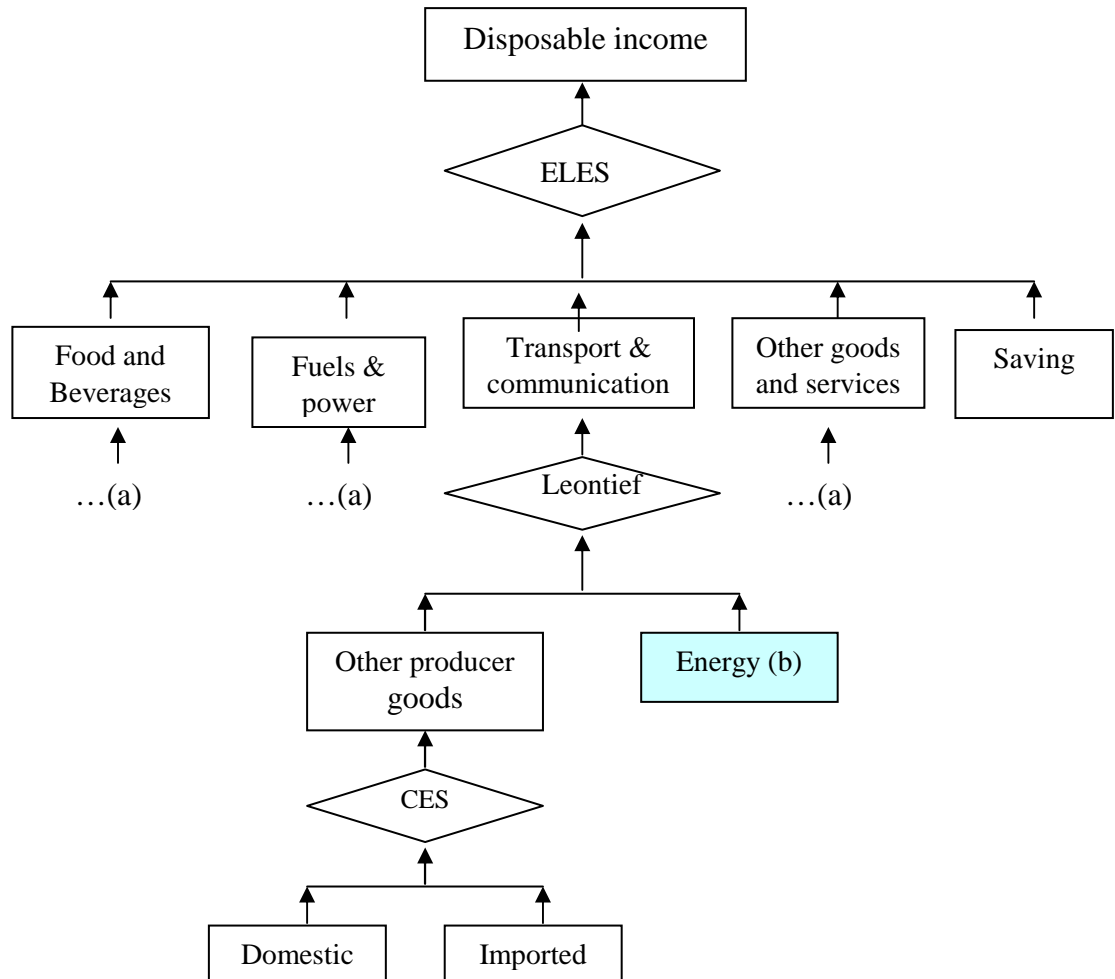 Disposable income
ELES
Food and
Beverages
Fuels &
power
Transport &
communication
Other goods
and services
Saving
…(a)
…(a)
Leontief
…(a)
Other producer
goods
Energy (b)
CES
Domestic
Imported